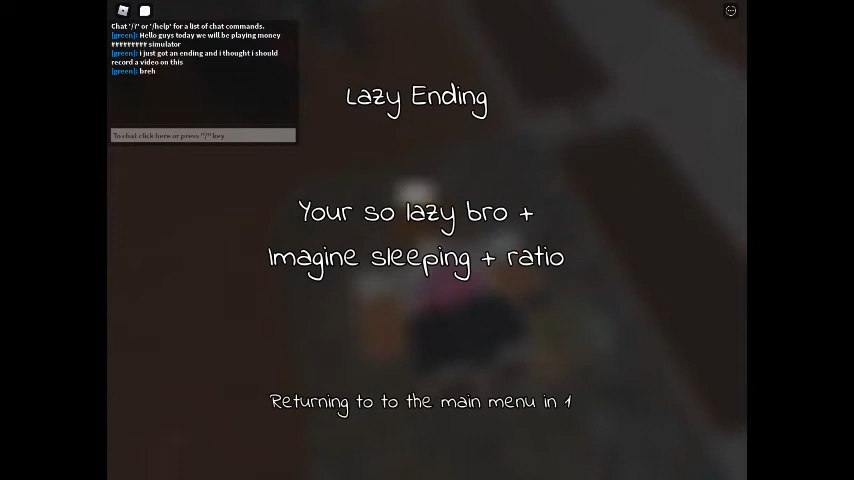 Chat '/?' or '/help' for a list of chat commands.
[green]: Hello guys today we will be playing money
######### simulator
[green]: i just got an ending and i thought i should
record a video on this
[green]: breh
To chat click here or press "/" key
Lazy Ending
Your so lazy bro +
Imagine sleeping + ratio
Returning to to the main menu in 1